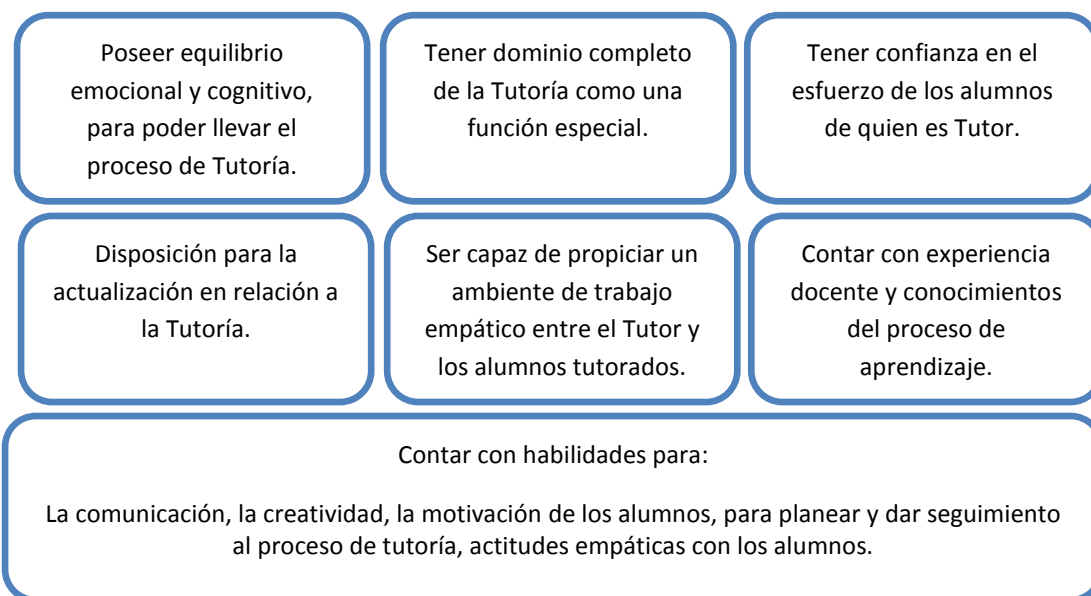 Poseer equilibrio
emocional y cognitivo,
para poder llevar el
proceso de Tutoría.
Tener dominio completo
de la Tutoría como una
función especial.
Tener confianza en el
esfuerzo de los alumnos
de quien es Tutor.
Disposición para la
actualización en relación a
la Tutoría.
Ser capaz de propiciar un
ambiente de trabajo
empático entre el Tutor y
los alumnos tutorados.
Contar con experiencia
docente y conocimientos
del proceso de
aprendizaje.
Contar con habilidades para:
La comunicación, la creatividad, la motivación de los alumnos, para planear y dar seguimiento
al proceso de tutoría, actitudes empáticas con los alumnos.